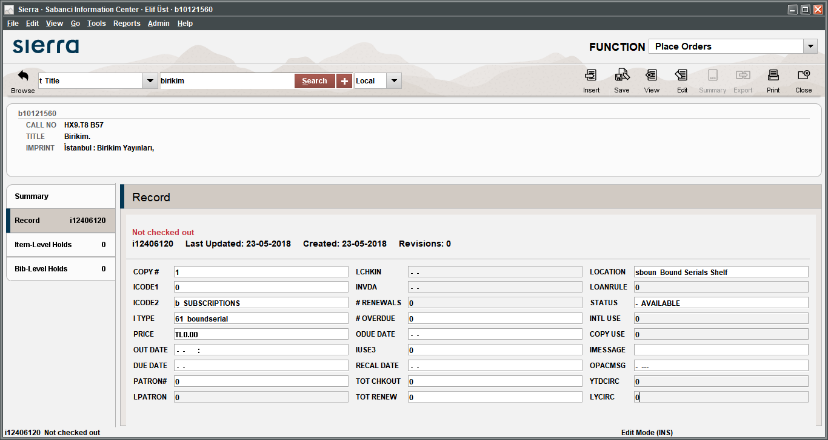 Sierra · Sabancı Information Center · Elif Üst · b10121560
File Edit View Go Tools Reports Admin Help
sierra
FUNCTION Place Orders
Browse t Title birikim Search + Local
Insert Save View Edit Summary Export Print Close
b10121560
CALL NO HX9.T8 B57
TITLE Birikim.
IMPRINT İstanbul : Birikim Yayınları,
Summary
Record i12406120
Item-Level Holds 0
Bib-Level Holds 0
Record
Not checked out
i12406120 Last Updated: 23-05-2018 Created: 23-05-2018 Revisions: 0
COPY # 1 LCHKIN - - LOCATION sboun Bound Serials Shelf
ICODE1 0 INVDA - - LOANRULE 0
ICODE2 b SUBSCRIPTIONS # RENEWALS 0 STATUS - AVAILABLE
I TYPE 61 boundserial # OVERDUE 0 INTL USE 0
PRICE TL0.00 ODUE DATE - - COPY USE 0
OUT DATE - - : IUSE3 0 IMESSAGE
DUE DATE - - RECAL DATE - - OPACMSG - ---
PATRON# 0 TOT CHKOUT 0 YTDCIRC 0
LPATRON 0 TOT RENEW 0 LYCIRC 0
i12406120 Not checked out Edit Mode (INS)